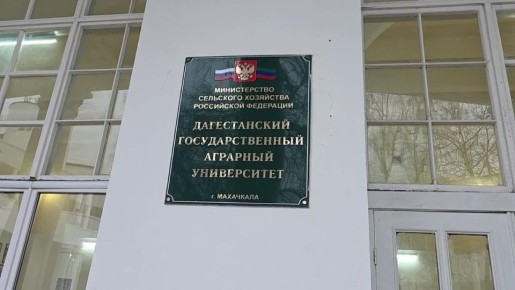 МИНИСТЕРСТВО
СЕЛЬСКОГО ХОЗЯЙСТВА
РОССИЙСКОЙ ФЕДЕРАЦИИ
ДАГЕСТАНСКИЙ
ГОСУДАРСТВЕННЫЙ
АГРАРНЫЙ
УНИВЕРСИТЕТ
г. МАХАЧКАЛА